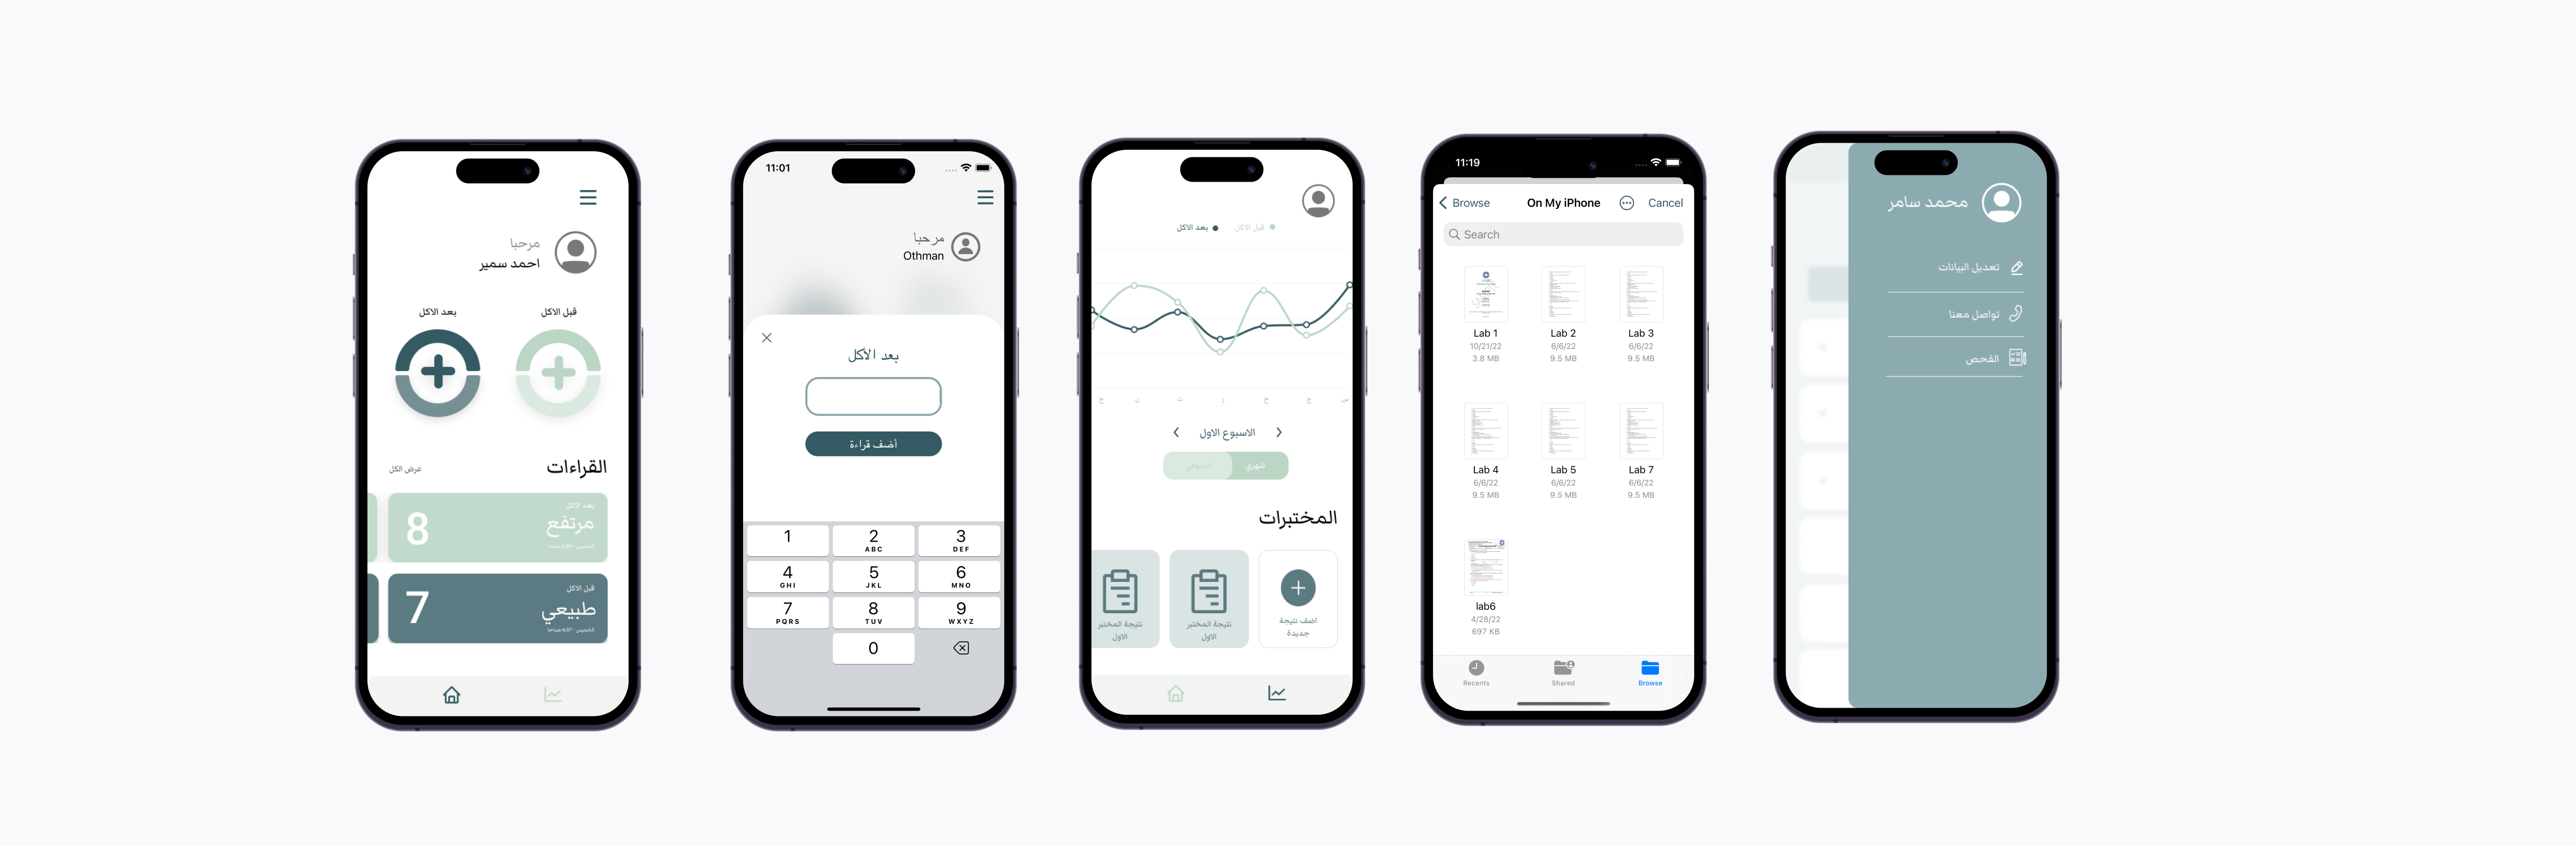 مرحبا
احمد سمير
قبل الاكل
بعد الاكل
القراءات
عرض الكل
بعد الاكل
مرتفع
8
قبل الاكل
طبيعي
7
11:01
مرحبا
Othman
بعد الأكل
أضف قراءة
1
2
ABC
3
DEF
4
GHI
5
JKL
6
MNO
7
PQRS
8
TUV
9
WXYZ
0
قبل الاكل
بعد الاكل
س
ج
خ
ر
ث
ن
ح
الاسبوع الاول
شهري
اسبوعي
المختبرات
اضف نتيجة
جديدة
نتيجة المختبر
الاول
نتيجة المختبر
الاول
11:19
Browse
On My iPhone
Cancel
Search
Lab 1
10/21/22
3.8 MB
Lab 2
6/6/22
9.5 MB
Lab 3
6/6/22
9.5 MB
Lab 4
6/6/22
9.5 MB
Lab 5
6/6/22
9.5 MB
Lab 7
6/6/22
9.5 MB
lab6
4/28/22
697 KB
Recents
Shared
Browse
محمد سامر
تعديل البيانات
تواصل معنا
الفحص